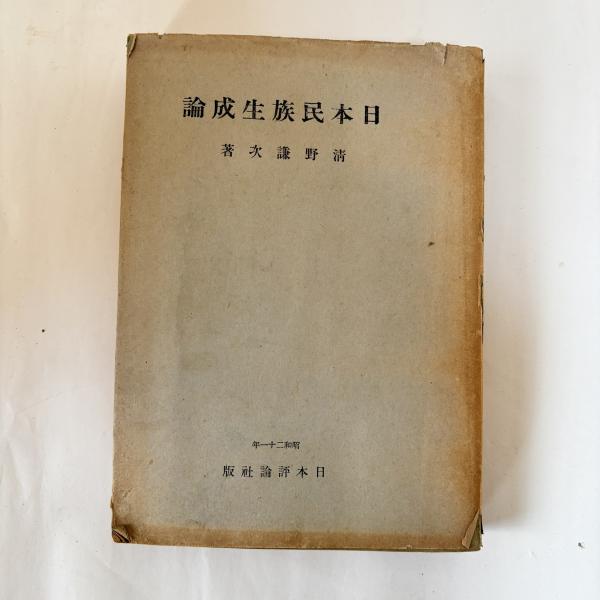 日本民族生成論
清野謙次著
昭和二十一年
日本評論社版